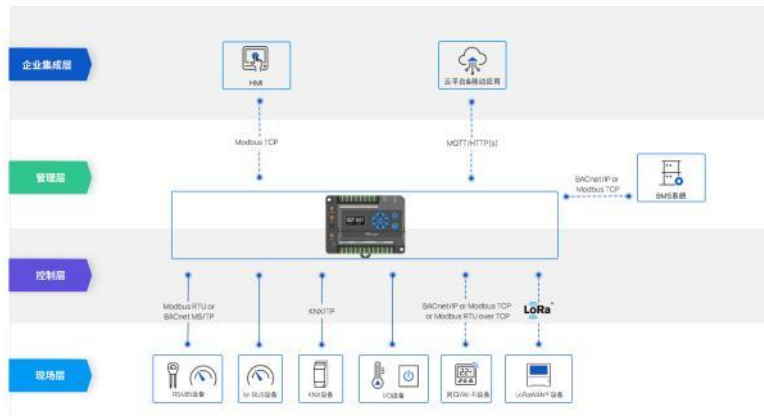 企业集成层
HMI
云平台&移动应用
Modbus TCP
MQTT/HTTP(s)
管理层
BACnet/IP or
Modbus TCP
BMS系统
控制层
Modbus RTU or
BACnet MS/TP
KNX/TP
BACnet/IP or Modbus TCP
or Modbus RTU over TCP
LoRa
现场层
RS485设备
M-BUS设备
KNX设备
I/O设备
网口/Wi-Fi设备
LoRaWAN®设备